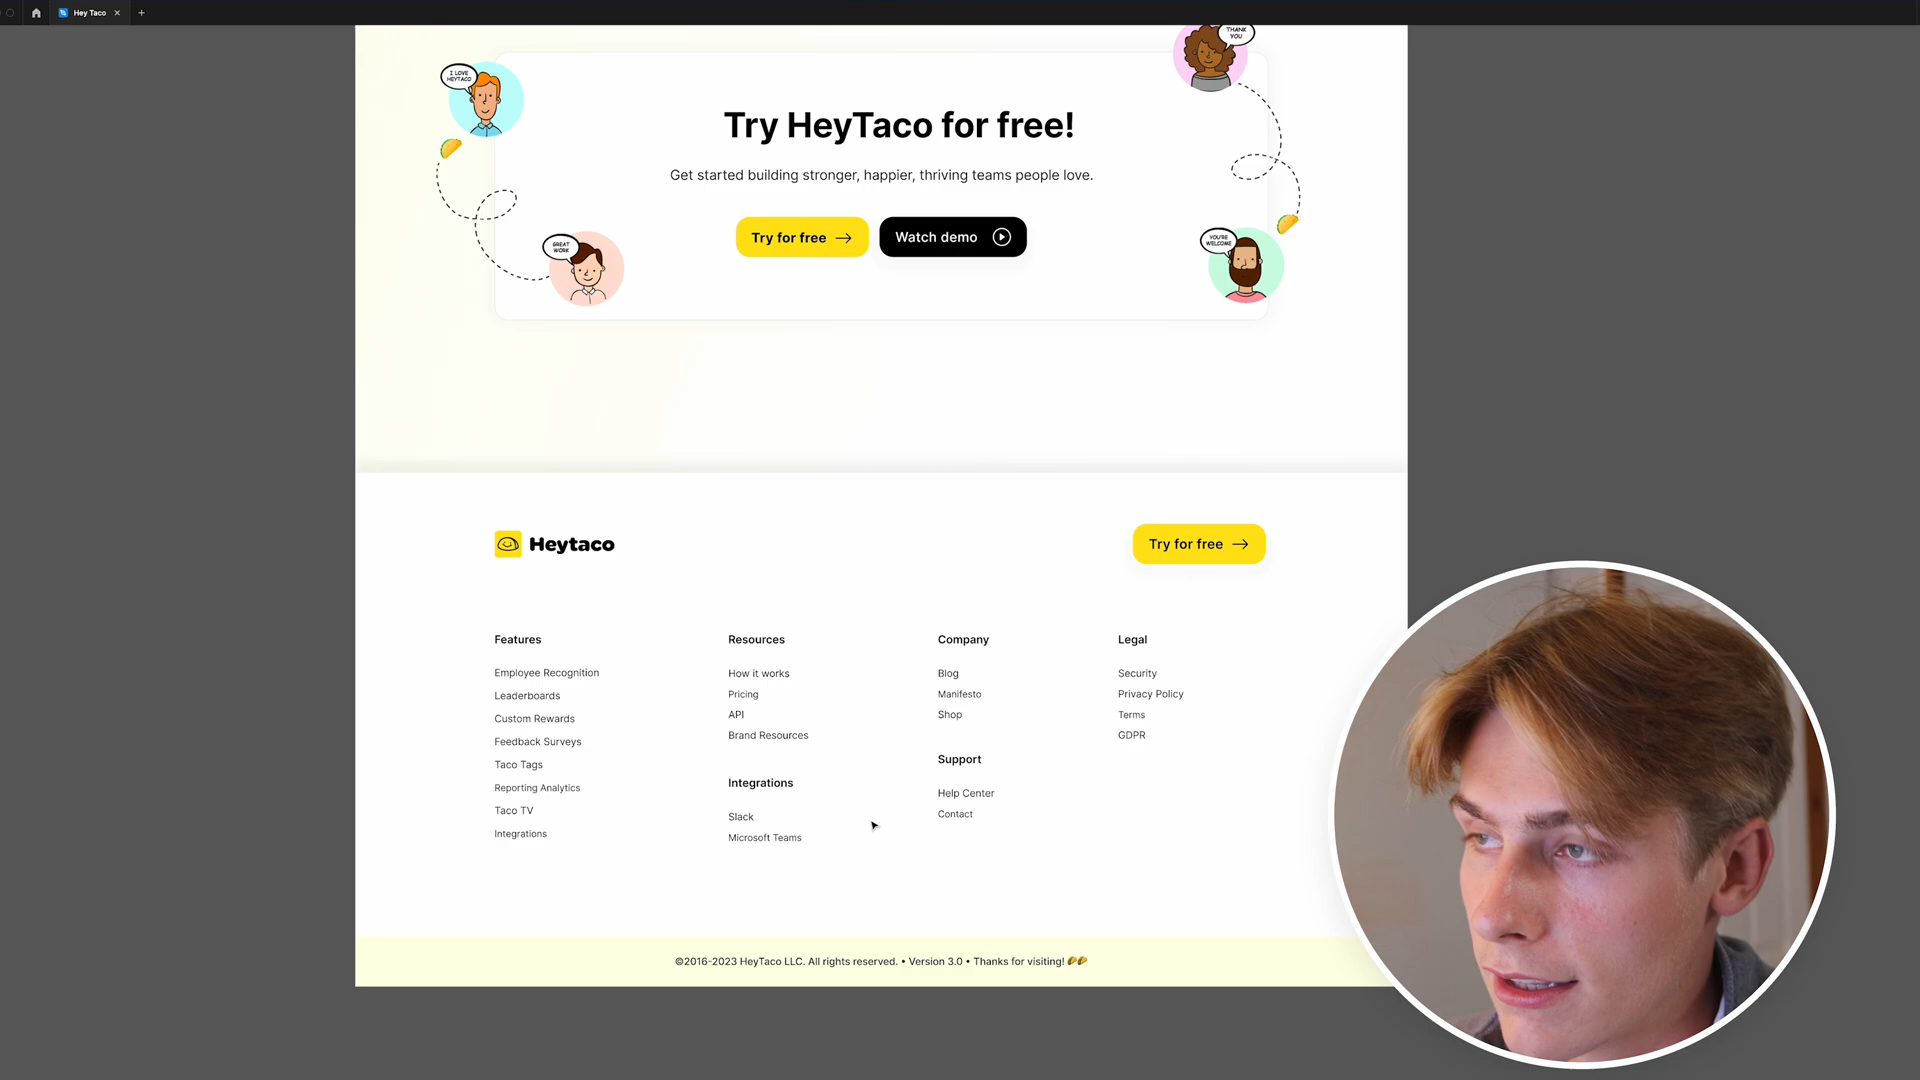 Hey Taco
I LOVE
HEYTACO
THANK
YOU
Try HeyTaco for free!
Get started building stronger, happier, thriving teams people love.
Try for free
Watch demo
GREAT
WORK
YOU'RE
WELCOME
Heytaco
Try for free
Features
Employee Recognition
Leaderboards
Custom Rewards
Feedback Surveys
Taco Tags
Reporting Analytics
Taco TV
Integrations
Resources
How it works
Pricing
API
Brand Resources
Integrations
Slack
Microsoft Teams
Company
Blog
Manifesto
Shop
Support
Help Center
Contact
Legal
Security
Privacy Policy
Terms
GDPR
©2016-2023 HeyTaco LLC. All rights reserved. • Version 3.0 • Thanks for visiting!